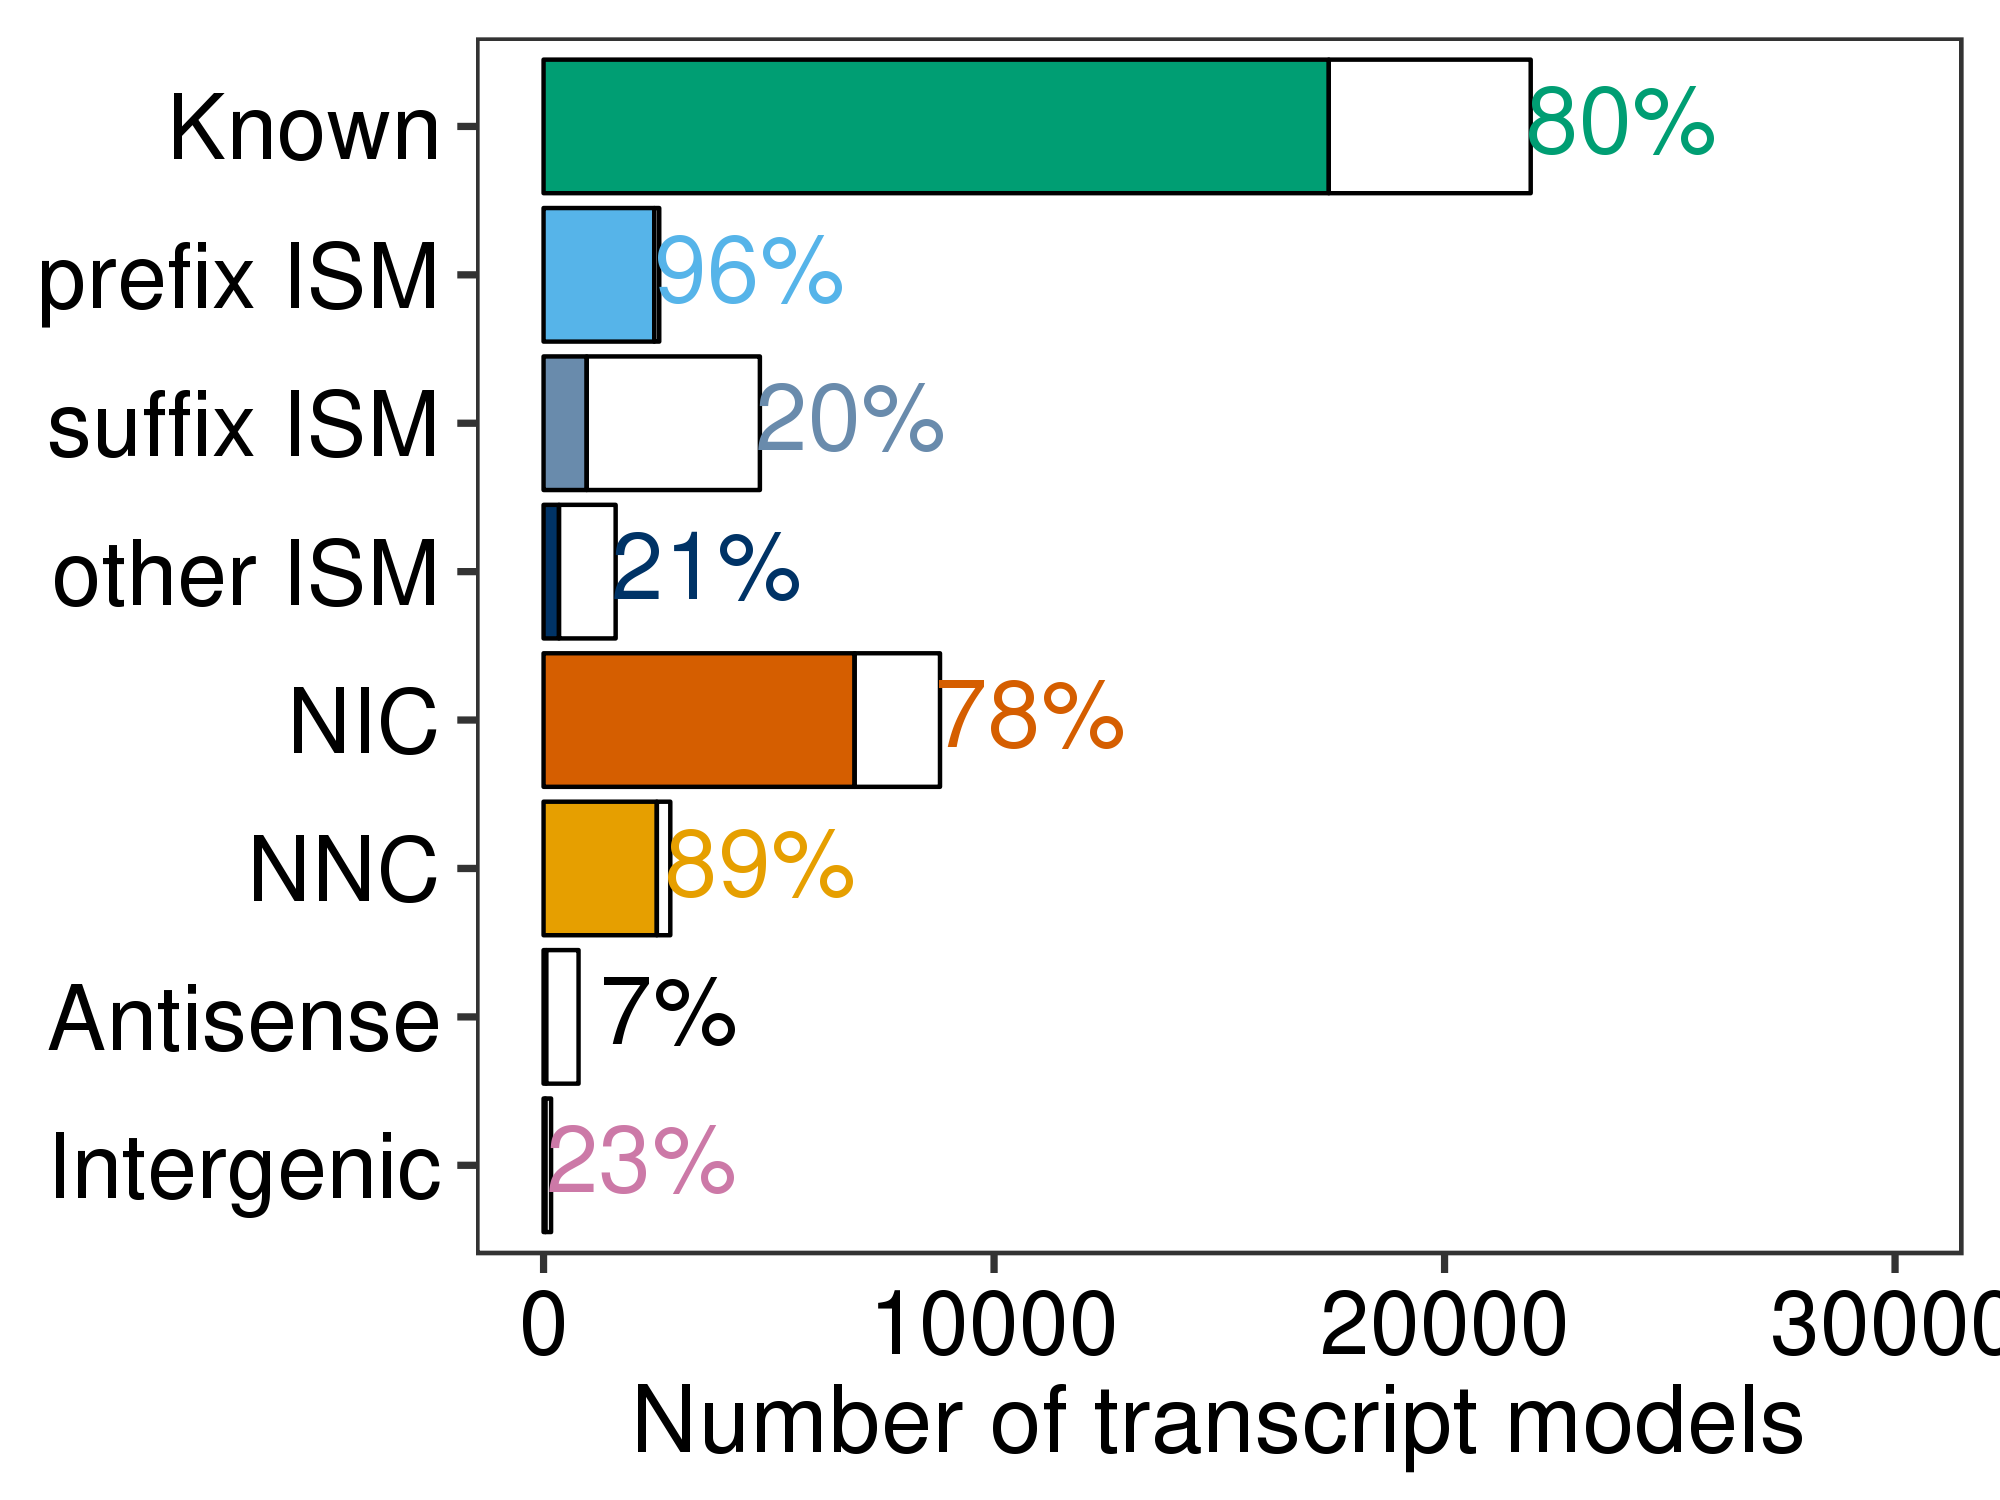 Known 80%
prefix ISM 96%
suffix ISM 20%
other ISM 21%
NIC 78%
NNC 89%
Antisense 7%
Intergenic 23%
0 10000 20000 30000
Number of transcript models